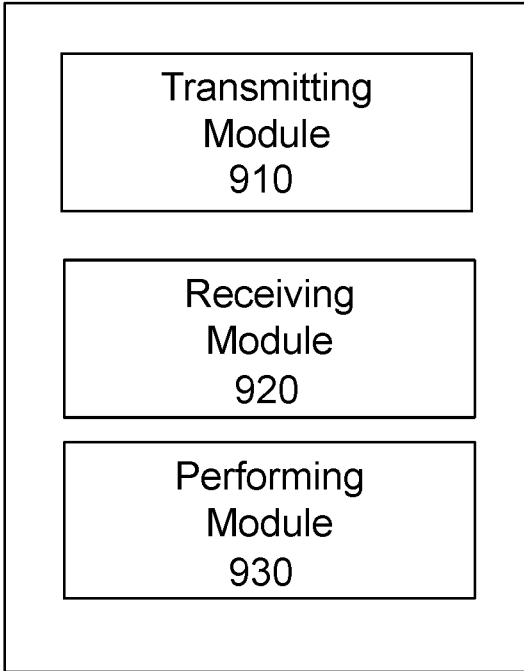 Transmitting
Module
910
Receiving
Module
920
Performing
Module
930